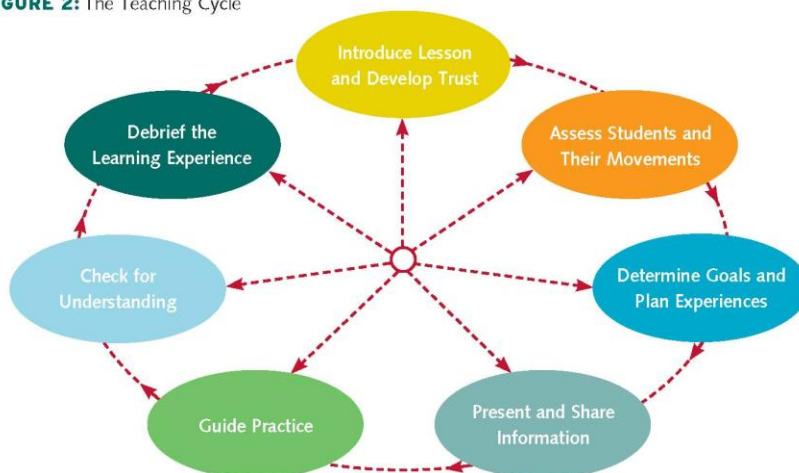 GURE 2: The Teaching Cycle
Introduce Lesson
and Develop Trust
Assess Students and
Their Movements
Determine Goals and
Plan Experiences
Present and Share
Information
Guide Practice
Check for
Understanding
Debrief the
Learning Experience